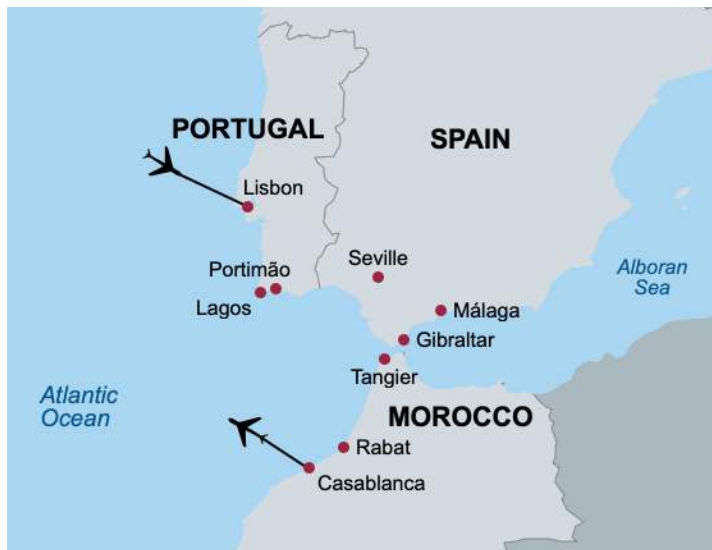 PORTUGAL
SPAIN
Lisbon
Seville
Portimão
Alboran
Sea
Lagos
Málaga
Gibraltar
Tangier
Atlantic
Ocean
MOROCCO
Rabat
Casablanca